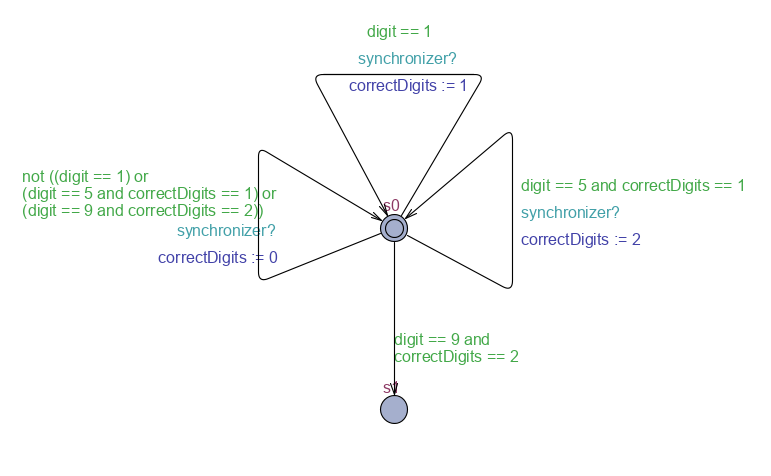 digit == 1
synchronizer?
correctDigits := 1
not ((digit == 1) or
(digit == 5 and correctDigits == 1) or
(digit == 9 and correctDigits == 2))
synchronizer?
correctDigits := 0
s0
digit == 5 and correctDigits == 1
synchronizer?
correctDigits := 2
digit == 9 and
correctDigits == 2
s1